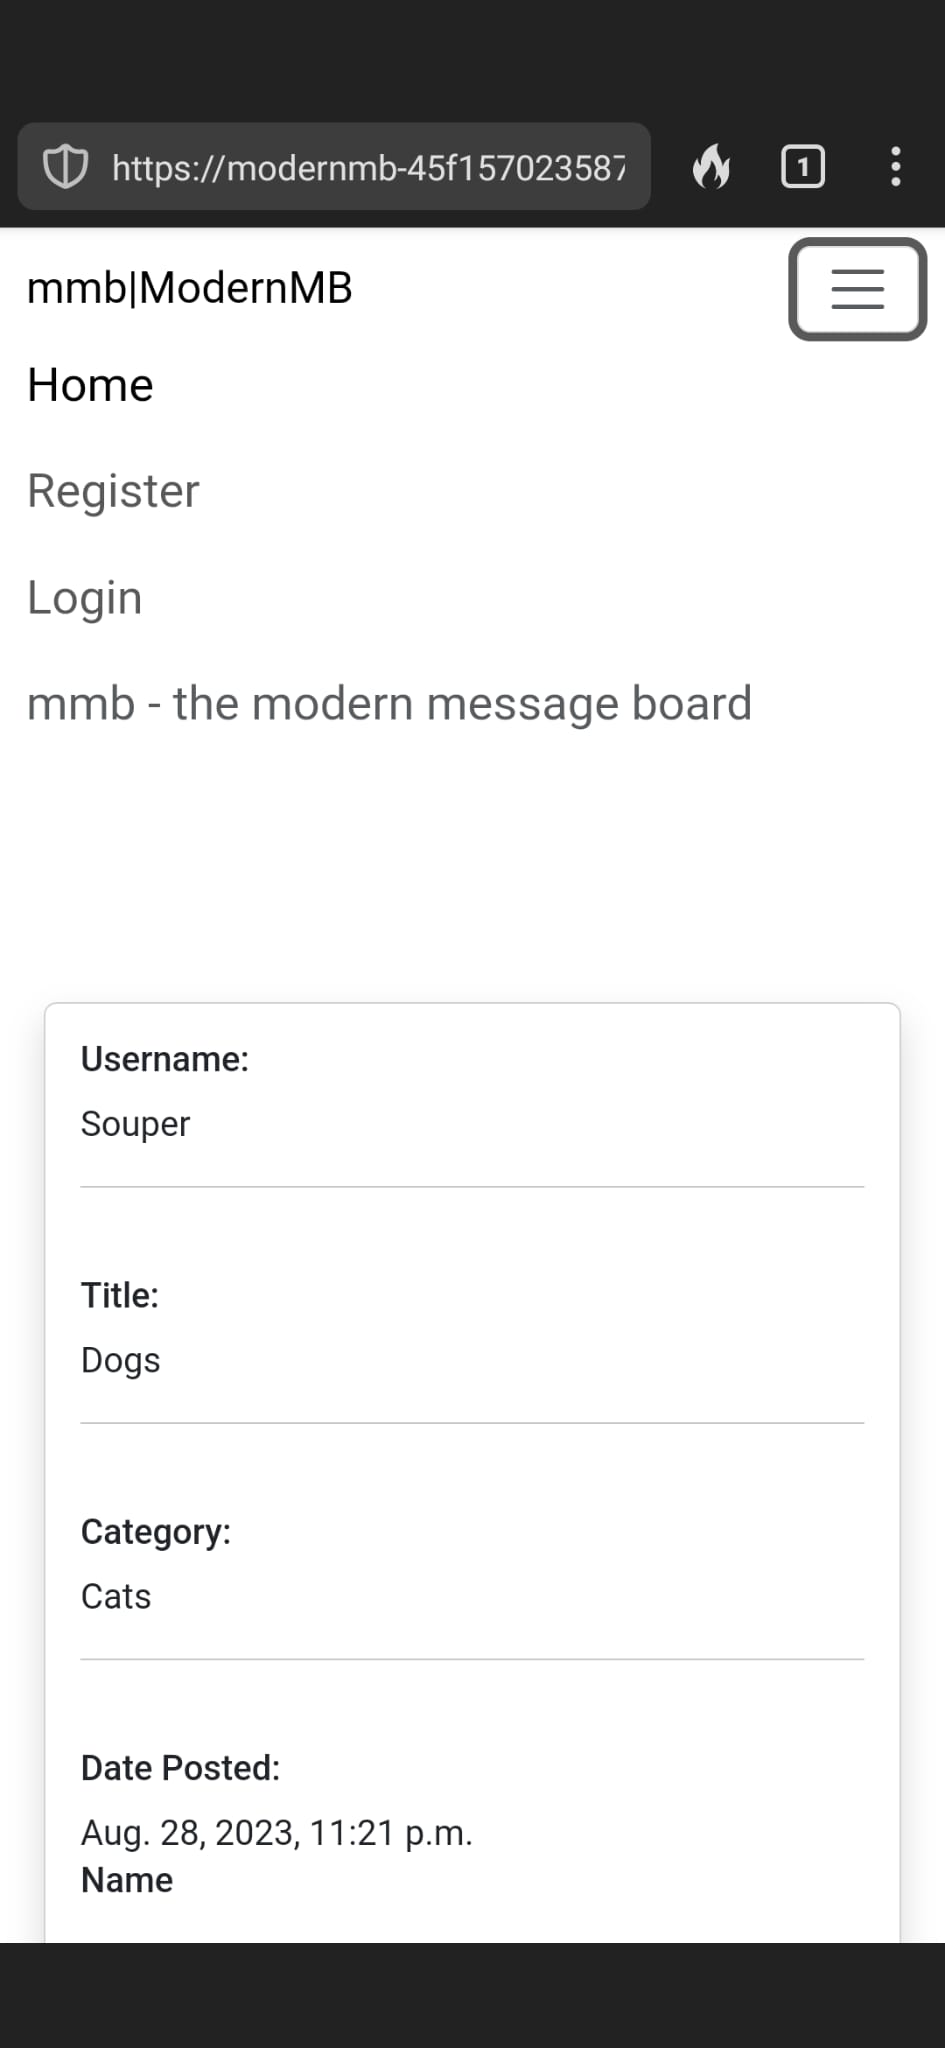 https://modernmb-45f157023587
1
mmb|ModernMB
Home
Register
Login
mmb - the modern message board
Username:
Souper
Title:
Dogs
Category:
Cats
Date Posted:
Aug. 28, 2023, 11:21 p.m.
Name